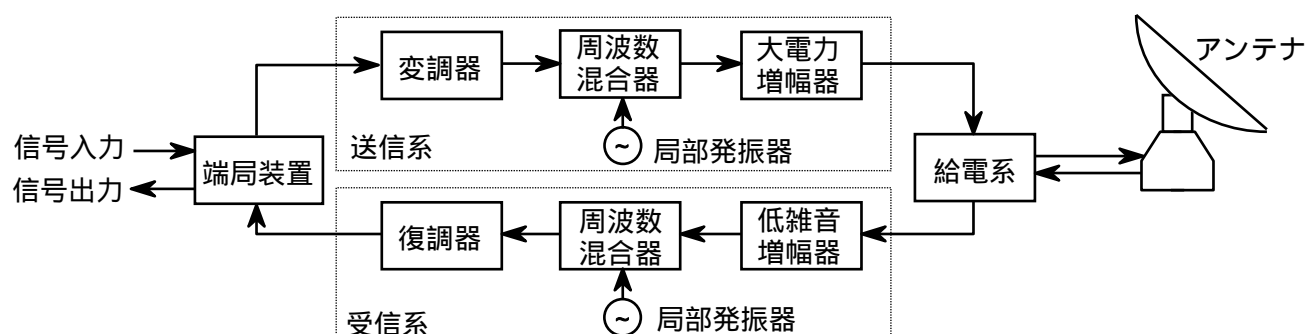 変調器
周波数
混合器
大電力
増幅器
アンテナ
送信系
~
局部発振器
信号入力
信号出力
端局装置
給電系
復調器
周波数
混合器
低雑音
増幅器
受信系
~
局部発振器